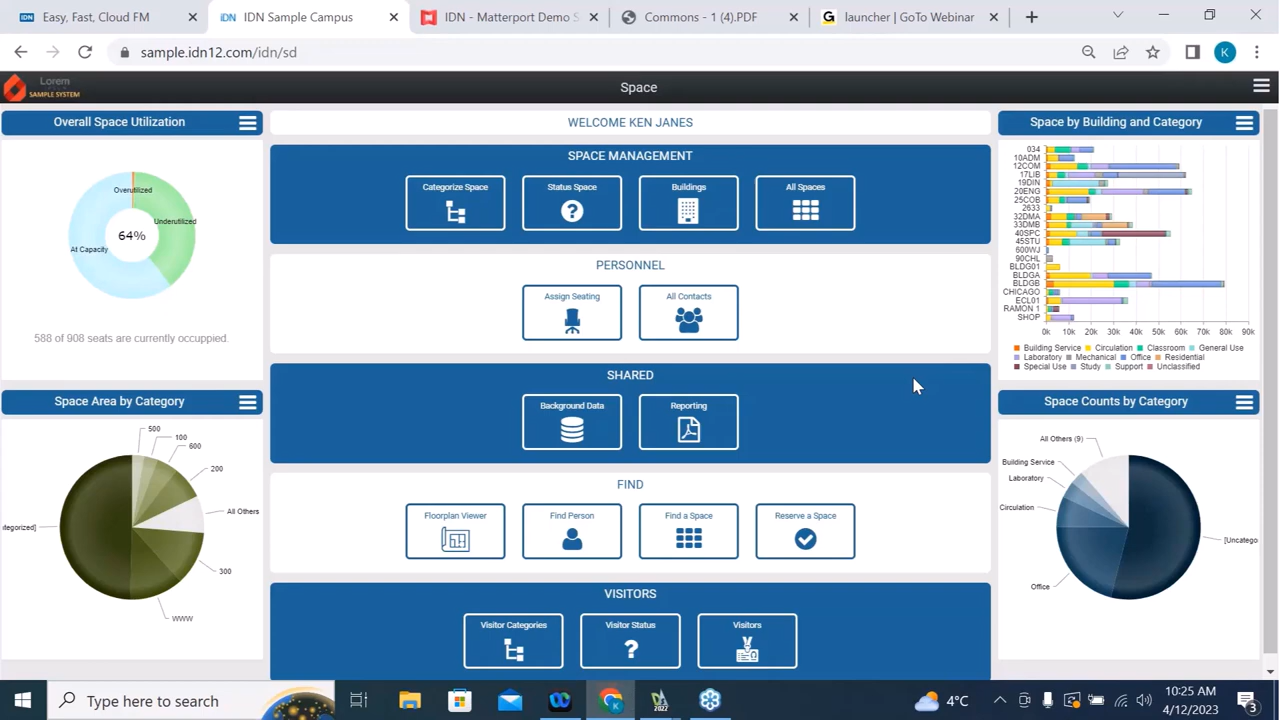 IDN Easy, Fast, Cloud FM
IDN IDN Sample Campus
IDN - Matterport Demo S
Commons - 1 (4).PDF
G launcher | GoTo Webinar
sample.idn12.com/idn/sd
K
Lorem
SAMPLE SYSTEM
Space
Overall Space Utilization
Overutilized
Underutilized
64%
At Capacity
588 of 908 seats are currently occuppied.
Space Area by Category
500
100
600
200
All Others
tegorized]
300
WWW
WELCOME KEN JANES
SPACE MANAGEMENT
Categorize Space
Status Space
Buildings
All Spaces
PERSONNEL
Assign Seating
All Contacts
SHARED
Background Data
Reporting
FIND
Floorplan Viewer
Find Person
Find a Space
Reserve a Space
VISITORS
Visitor Categories
Visitor Status
Visitors
Space by Building and Category
034
10ADM
12COM
17LIB
19DIN
20ENG
25COB
2633
32DMA
33DMB
40SPC
45STU
600WJ
90CHL
BLDG01
BLDGA
BLDGB
CHICAGO
ECL01
RAMON 1
SHOP
0k 10k 20k 30k 40k 50k 60k 70k 80k 90k
Building Service Circulation Classroom General Use
Laboratory Mechanical Office Residential
Special Use Study Support Unclassified
Space Counts by Category
All Others (9)
Building Service
Laboratory
Circulation
[Uncatego
Office
Type here to search
2022
4°C
10:25 AM
4/12/2023
3